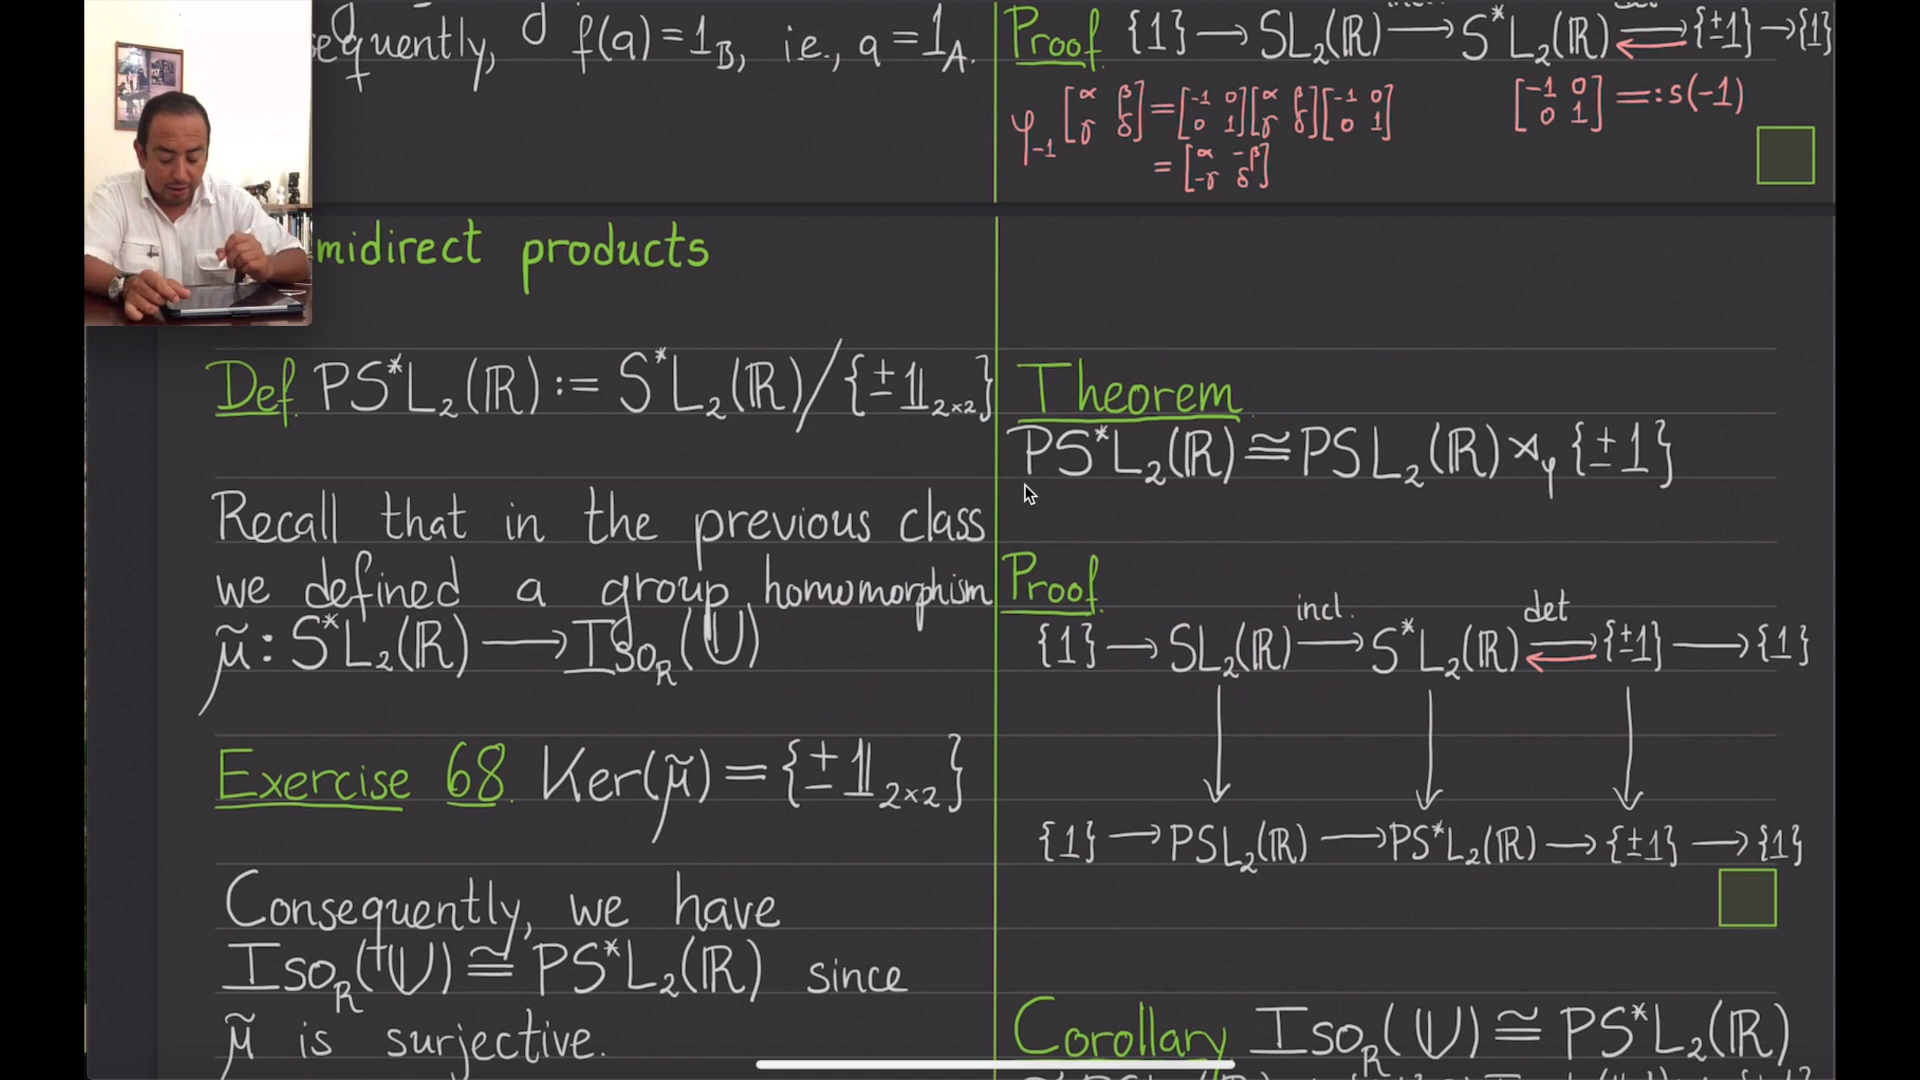 equently, f(a)=1_B, i.e., a=1_A.
midirect products
Def. PS*L₂(ℝ) := S*L₂(ℝ)/{±𝟙₂ₓ₂}
Recall that in the previous class
we defined a group homomorphism
μ̃ : S*L₂(ℝ) ⟶ Iso_R(𝕌)
Exercise 68. Ker(μ̃) = {±𝟙₂ₓ₂}
Consequently, we have
Iso_R(𝕌) ≅ PS*L₂(ℝ) since
μ̃ is surjective.
Proof. {1} → SL₂(ℝ) → S*L₂(ℝ) ⇄ {±1} → {1}
φ₋₁ [α β; γ δ] = [-1 0; 0 1][α β; γ δ][-1 0; 0 1] [-1 0; 0 1] =: s(-1)
= [α -β; -γ δ]
Theorem.
PS*L₂(ℝ) ≅ PSL₂(ℝ) ⋊_φ {±1}
Proof.
incl. det
{1} → SL₂(ℝ) → S*L₂(ℝ) ⇄ {±1} → {1}
↓ ↓ ↓
{1} → PSL₂(ℝ) → PS*L₂(ℝ) → {±1} → {1}
Corollary Iso_R(𝕌) ≅ PS*L₂(ℝ)